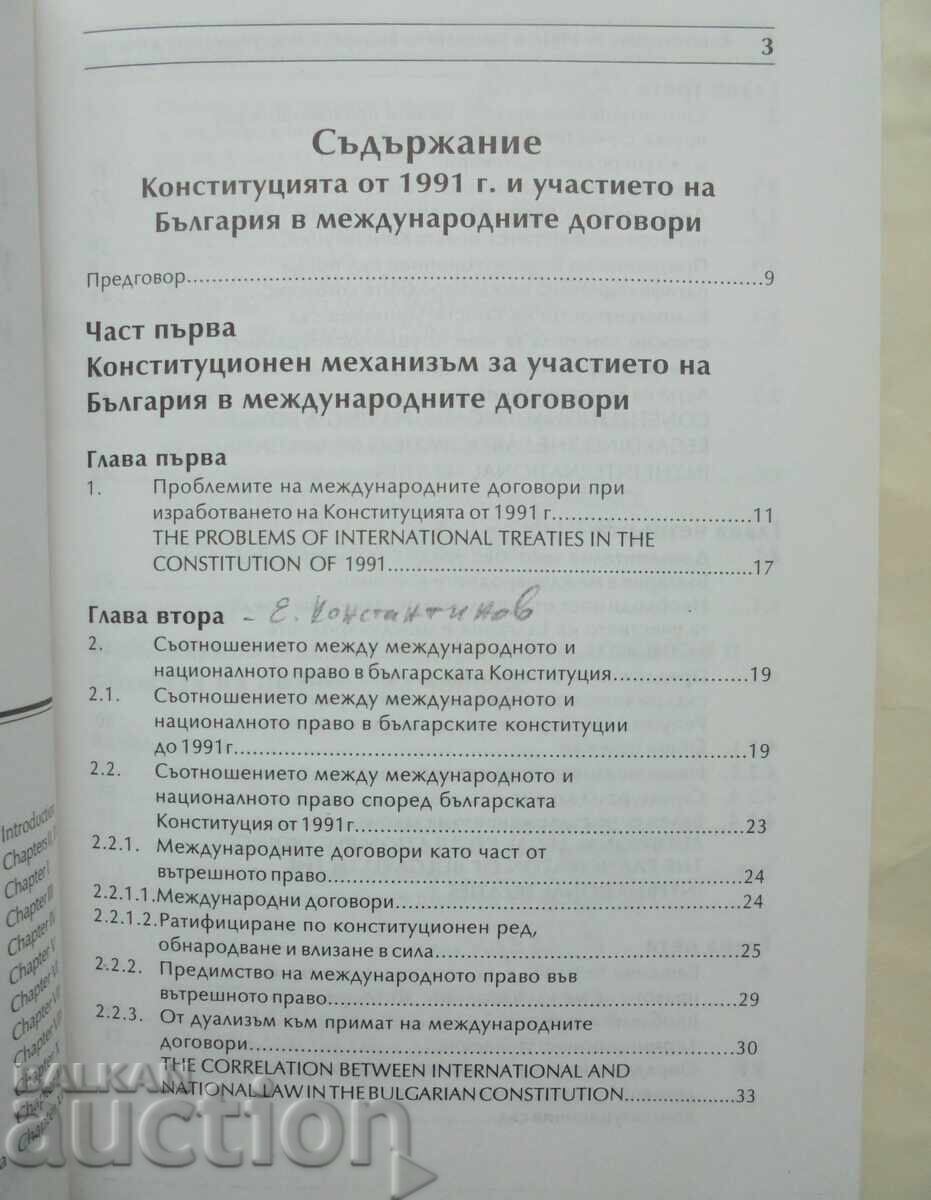 3
Съдържание
Конституцията от 1991 г. и участието на
България в международните договори
Предговор....................9
Част първа
Конституционен механизъм за участието на
България в международните договори
Глава първа
1. Проблемите на международните договори при
изработването на Конституцията от 1991 г....................11
THE PROBLEMS OF INTERNATIONAL TREATIES IN THE
CONSTITUTION OF 1991....................17
Глава втора - Е. Константинов
2. Съотношението между международното и
националното право в българската Конституция....................19
2.1. Съотношението между международното и
националното право в българските конституции
до 1991г....................19
2.2. Съотношението между международното и
националното право според българската
Конституция от 1991г....................23
2.2.1. Международните договори като част от
вътрешното право....................24
2.2.1.1. Международни договори....................24
2.2.1.2. Ратифициране по конституционен ред,
обнародване и влизане в сила....................25
2.2.2. Предимство на международното право във
вътрешното право....................29
2.2.3. От дуализъм към примат на международните
договори....................30
THE CORRELATION BETWEEN INTERNATIONAL AND
NATIONAL LAW IN THE BULGARIAN CONSTITUTION....................33
Introduction
Chapters II,
Chapter I
Chapter III
Chapter IV
Chapter V
Chapter VI
Chapter VII
Chapter VIII
Chapter X
BALKAN
auction